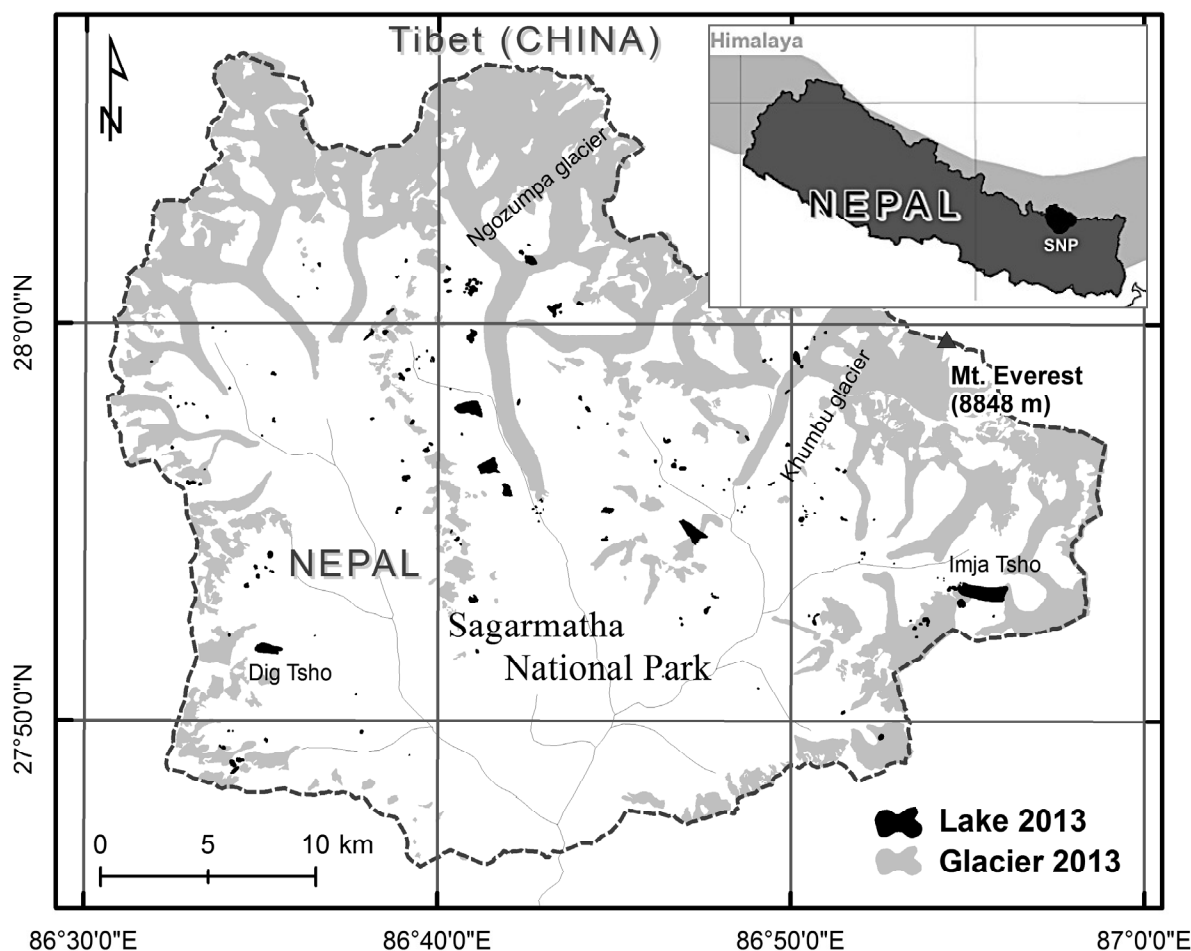 Tibet (CHINA)
Himalaya
N
NEPAL
SNP
Ngozumpa glacier
28°0'0"N
Mt. Everest
(8848 m)
Khumbu glacier
NEPAL
Imja Tsho
Sagarmatha
National Park
Dig Tsho
27°50'0"N
Lake 2013
Glacier 2013
0 5 10 km
86°30'0"E 86°40'0"E 86°50'0"E 87°0'0"E